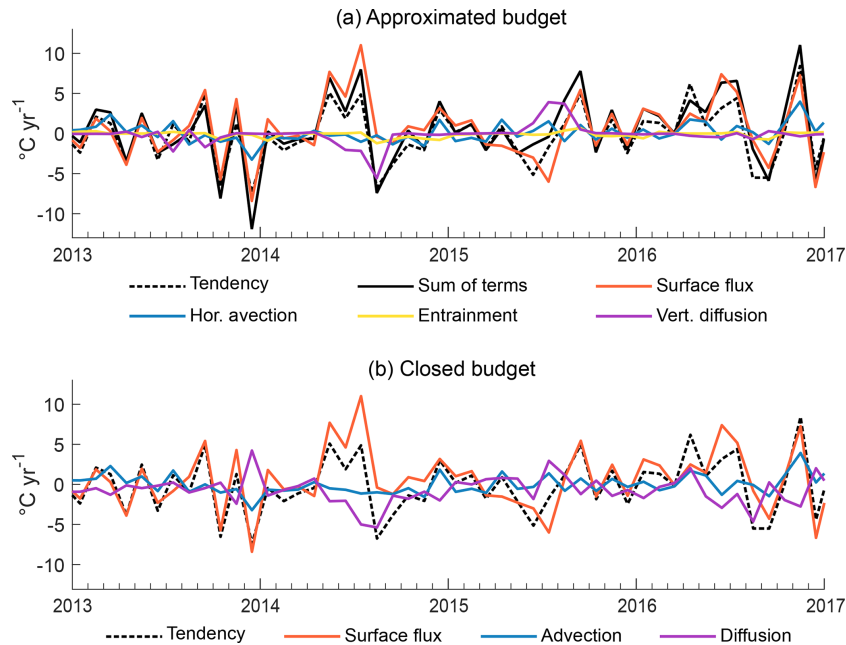 (a) Approximated budget
10
5
0
-5
-10
°C yr⁻¹
2013 2014 2015 2016 2017
Tendency Sum of terms Surface flux
Hor. avection Entrainment Vert. diffusion
(b) Closed budget
10
5
0
-5
-10
°C yr⁻¹
2013 2014 2015 2016 2017
Tendency Surface flux Advection Diffusion